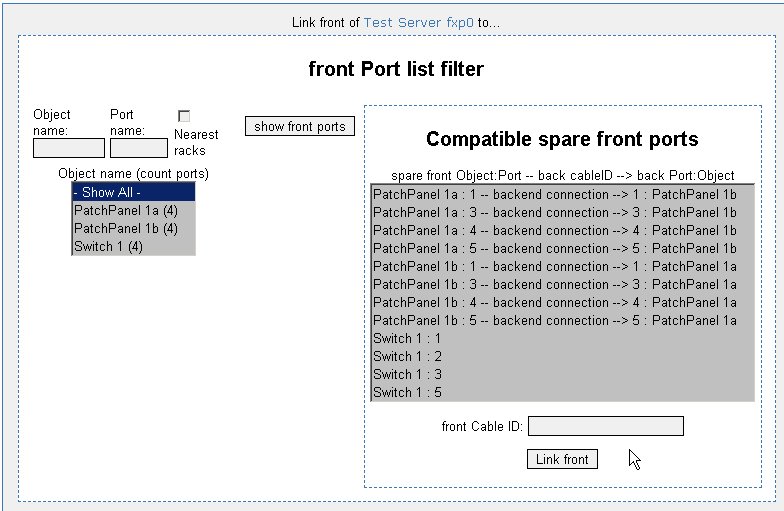 Link front of Test Server fxp0 to...
front Port list filter
Object name:
Port name:
Nearest racks
show front ports
Object name (count ports)
- Show All -
PatchPanel 1a (4)
PatchPanel 1b (4)
Switch 1 (4)
Compatible spare front ports
spare front Object:Port -- back cableID --> back Port:Object
PatchPanel 1a : 1 -- backend connection --> 1 : PatchPanel 1b
PatchPanel 1a : 3 -- backend connection --> 3 : PatchPanel 1b
PatchPanel 1a : 4 -- backend connection --> 4 : PatchPanel 1b
PatchPanel 1a : 5 -- backend connection --> 5 : PatchPanel 1b
PatchPanel 1b : 1 -- backend connection --> 1 : PatchPanel 1a
PatchPanel 1b : 3 -- backend connection --> 3 : PatchPanel 1a
PatchPanel 1b : 4 -- backend connection --> 4 : PatchPanel 1a
PatchPanel 1b : 5 -- backend connection --> 5 : PatchPanel 1a
Switch 1 : 1
Switch 1 : 2
Switch 1 : 3
Switch 1 : 5
front Cable ID:
Link front